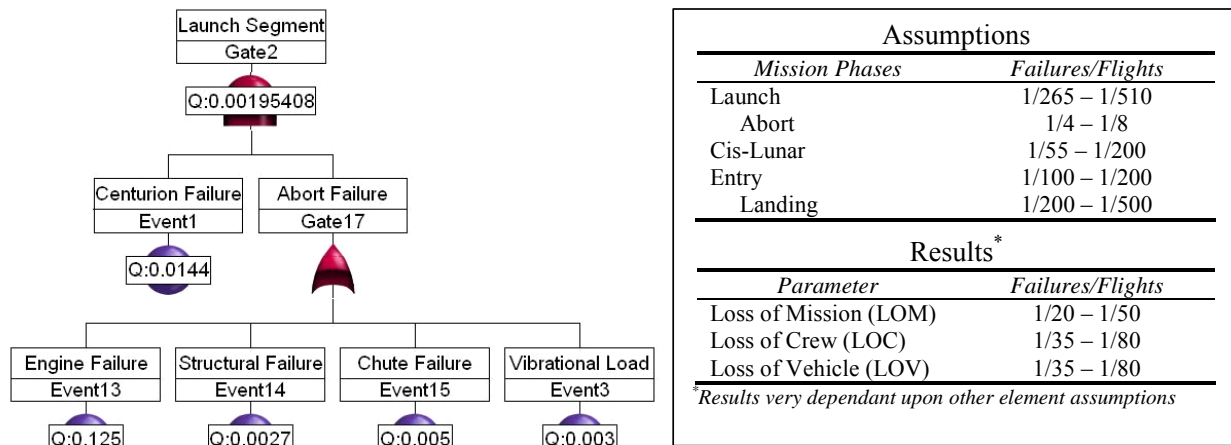 Launch Segment
Gate2
Q:0.00195408
Centurion Failure
Event1
Q:0.0144
Abort Failure
Gate17
Engine Failure
Event13
Q:0.125
Structural Failure
Event14
Q:0.0027
Chute Failure
Event15
Q:0.005
Vibrational Load
Event3
Q:0.003
Assumptions
Mission Phases Failures/Flights
Launch 1/265 – 1/510
Abort 1/4 – 1/8
Cis-Lunar 1/55 – 1/200
Entry 1/100 – 1/200
Landing 1/200 – 1/500
Results*
Parameter Failures/Flights
Loss of Mission (LOM) 1/20 – 1/50
Loss of Crew (LOC) 1/35 – 1/80
Loss of Vehicle (LOV) 1/35 – 1/80
*Results very dependant upon other element assumptions